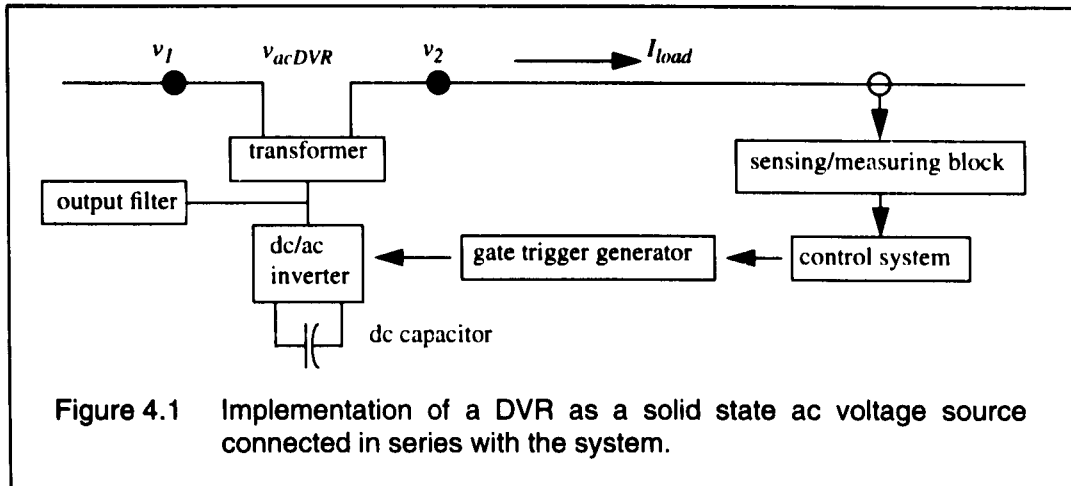 v1 vacDVR v2 Iload
transformer
sensing/measuring block
output filter
dc/ac
inverter
gate trigger generator
control system
dc capacitor
Figure 4.1 Implementation of a DVR as a solid state ac voltage source
connected in series with the system.